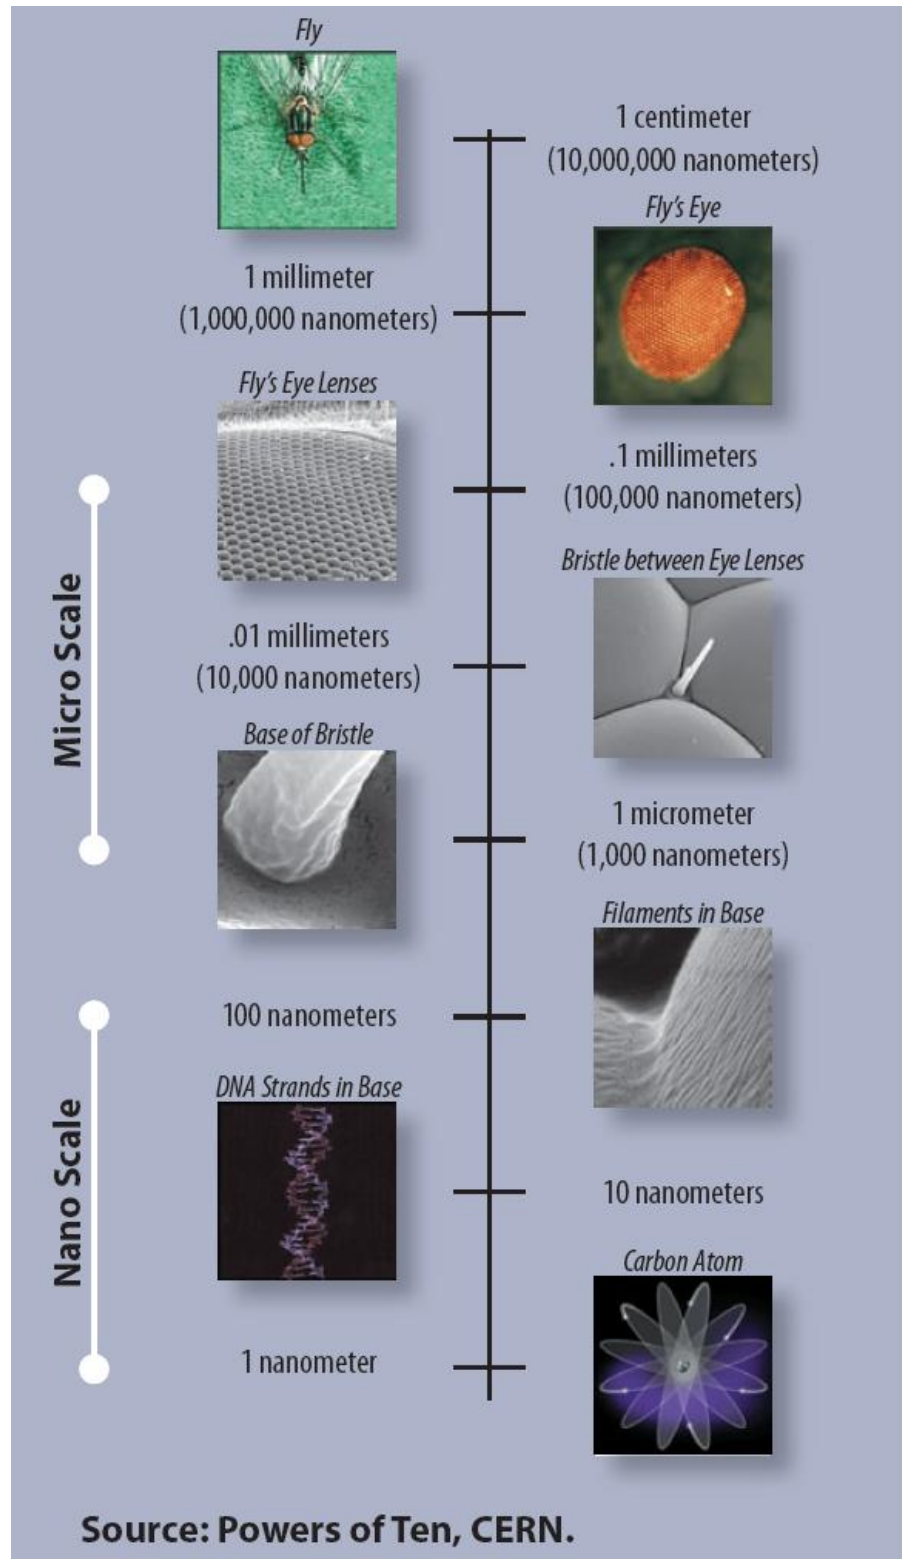 Fly
1 centimeter
(10,000,000 nanometers)
Fly's Eye
1 millimeter
(1,000,000 nanometers)
Fly's Eye Lenses
.1 millimeters
(100,000 nanometers)
Bristle between Eye Lenses
Micro Scale
.01 millimeters
(10,000 nanometers)
Base of Bristle
1 micrometer
(1,000 nanometers)
Filaments in Base
100 nanometers
DNA Strands in Base
Nano Scale
10 nanometers
Carbon Atom
1 nanometer
Source: Powers of Ten, CERN.